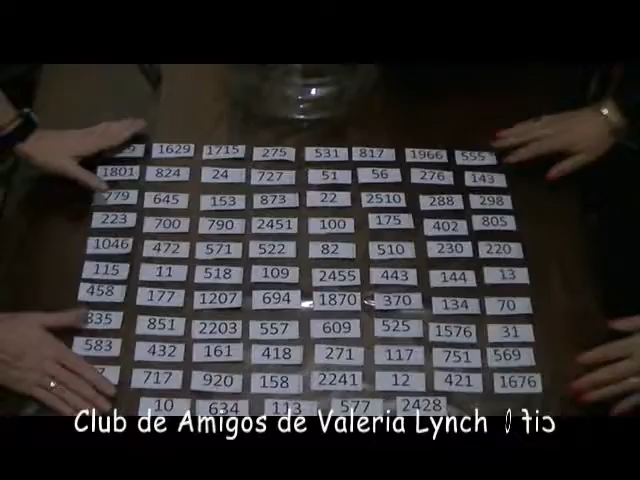 9 1629 1715 275 531 817 1966 555
1801 824 24 727 51 56 276 143
779 645 153 873 22 2510 288 298
223 700 790 2451 100 175 402 805
1046 472 571 522 82 510 230 220
115 11 518 109 2455 443 144 13
458 177 1207 694 1870 370 134 70
335 851 2203 557 609 525 1576 31
583 432 161 418 271 117 751 569
717 920 158 2241 12 421 1676
10 634 113 577 2428
Club de Amigos de Valeria Lynch